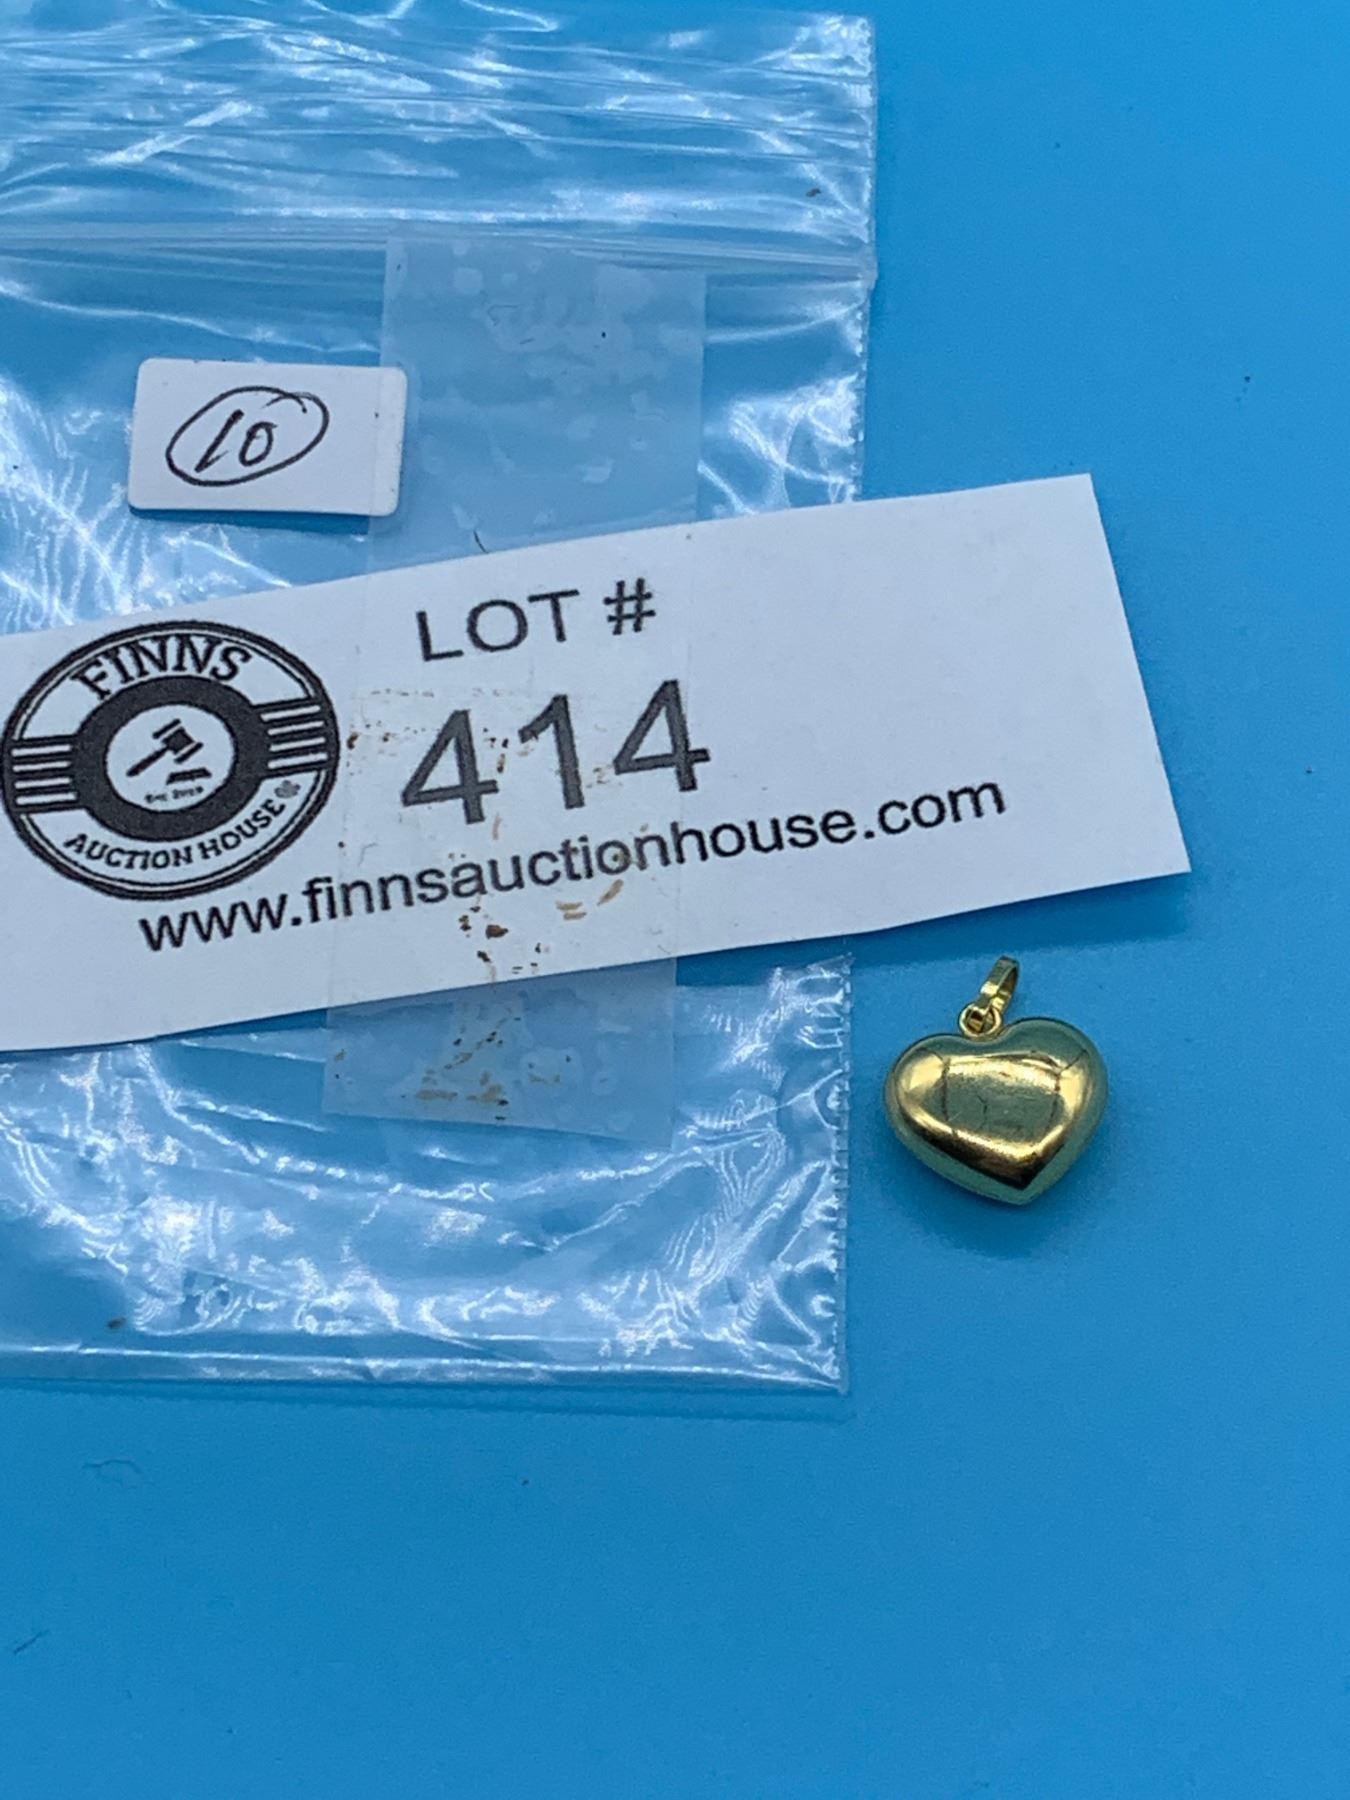 10
LOT #
FINNS
414
AUCTION HOUSE
www.finnsauctionhouse.com